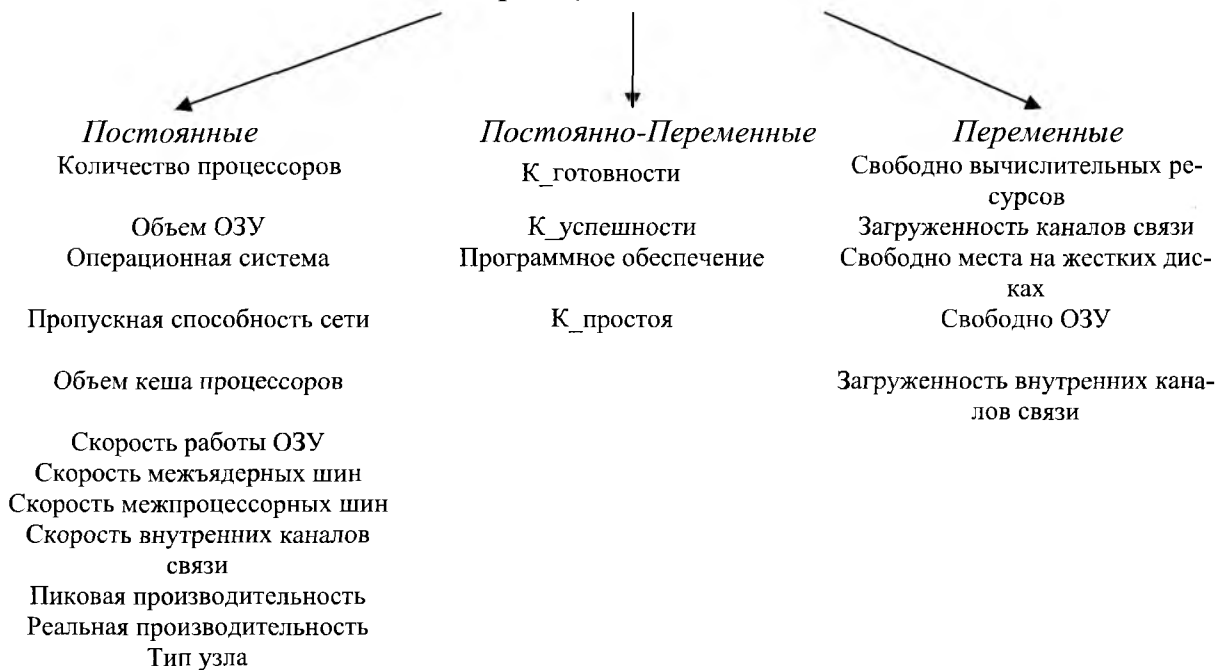 Постоянные
Количество процессоров
Объем ОЗУ
Операционная система
Пропускная способность сети
Объем кеша процессоров
Скорость работы ОЗУ
Скорость межъядерных шин
Скорость межпроцессорных шин
Скорость внутренних каналов
связи
Пиковая производительность
Реальная производительность
Тип узла
Постоянно-Переменные
К_готовности
К_успешности
Программное обеспечение
К_простоя
Переменные
Свободно вычислительных ре-
сурсов
Загруженность каналов связи
Свободно места на жестких дис-
ках
Свободно ОЗУ
Загруженность внутренних кана-
лов связи